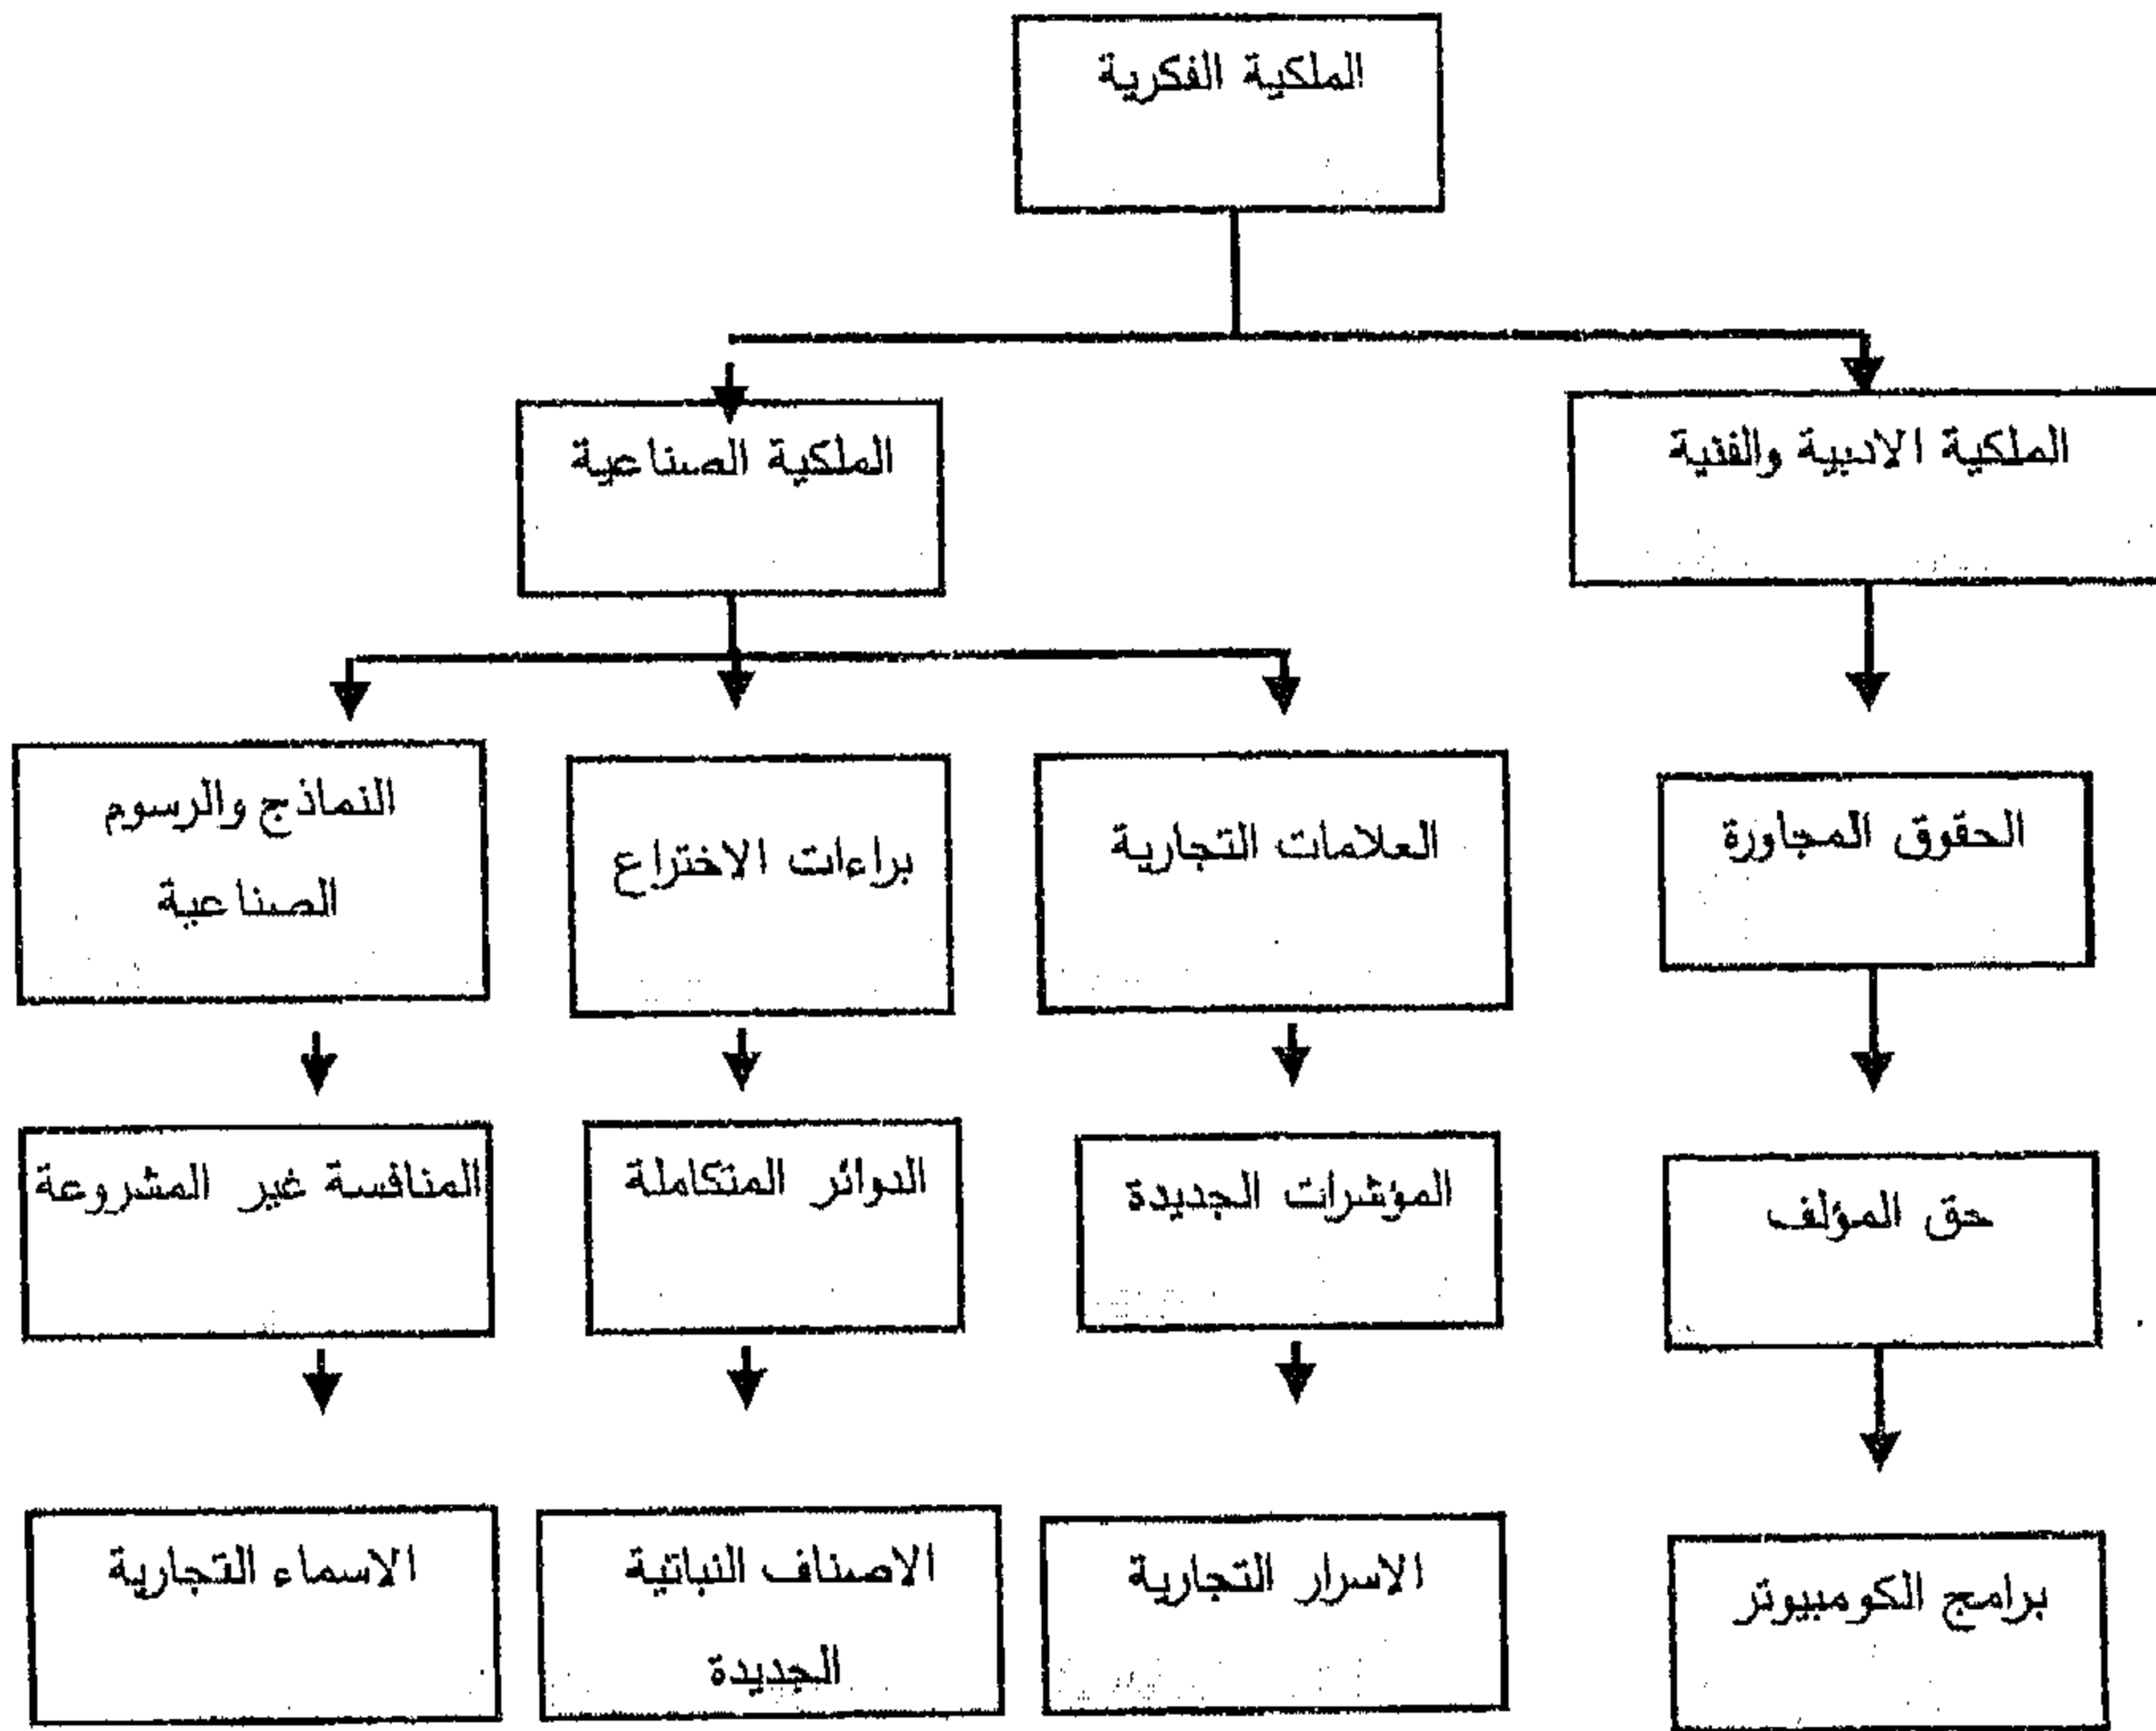 الملكية الفكرية
الملكية الادبية والفنية
الملكية الصناعية
الحقوق المجاورة
العلامات التجارية
براءات الاختراع
النماذج والرسوم
الصناعية
حق المؤلف
المؤشرات الجديدة
الدوائر المتكاملة
المنافسة غير المشروعة
برامج الكومبيوتر
الاسرار التجارية
الاصناف النباتية
الجديدة
الاسماء التجارية